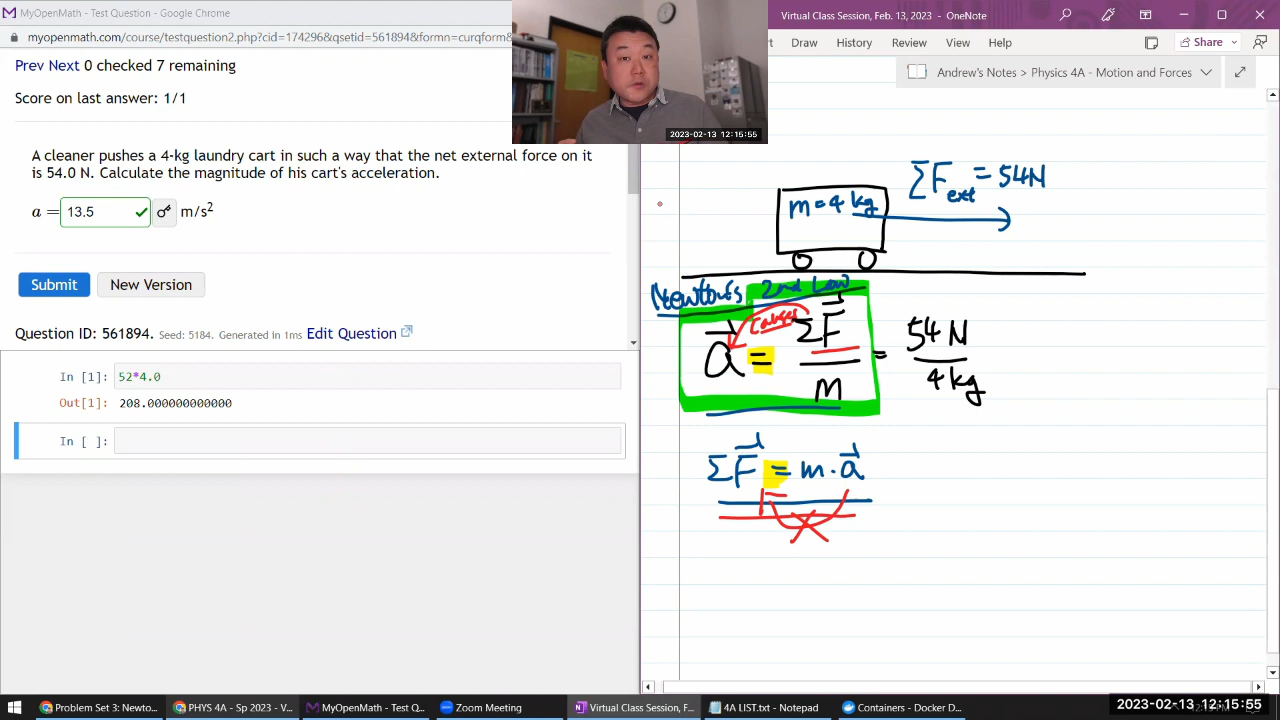 MyOpenMath - Test Question - Google Chrome
myopenmath.com/course/testquestion2.php?cid=174296&qsetid=561894&formn=curqform&
Prev Next 0 checked 7 remaining
Score on last answer: 1/1
A cleaner pushes a 4-kg laundry cart in such a way that the net external force on it
is 54.0 N. Calculate the magnitude of his cart's acceleration.
a = 13.5 m/s²
Submit New Version
Question ID: 561894. Seed: 5184. Generated in 1ms Edit Question
In [1]: 52*4.0
Out[1]:
In [ ]:
2023-02-13 12:15:55
Virtual Class Session, Feb. 13, 2023 - OneNote
Draw History Review View Help Share
Andrew's Notes > Physics 4A - Motion and Forces
ΣF ext = 54N
m = 4 kg
Newton's 2nd Law
causes
a⃗ = ΣF⃗ / m = 54 N / 4 kg
ΣF⃗ = m · a⃗
Problem Set 3: Newto...
PHYS 4A - Sp 2023 - V...
MyOpenMath - Test Q...
Zoom Meeting
Virtual Class Session, F...
4A LIST.txt - Notepad
Containers - Docker D...
2023-02-13 12:15:55